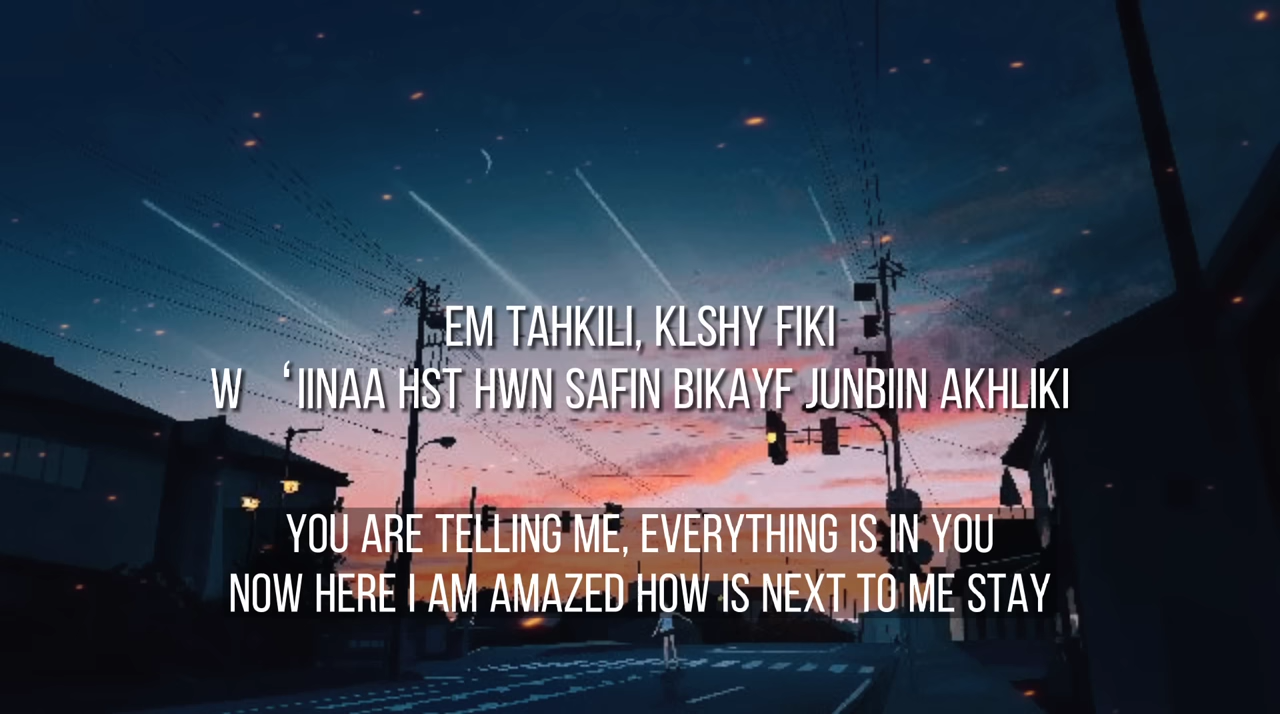 EM TAHKILI, KLSHY FIKI
W ‘IINAA HST HWN SAFIN BIKAYF JUNBIIN AKHLIKI
YOU ARE TELLING ME, EVERYTHING IS IN YOU
NOW HERE I AM AMAZED HOW IS NEXT TO ME STAY